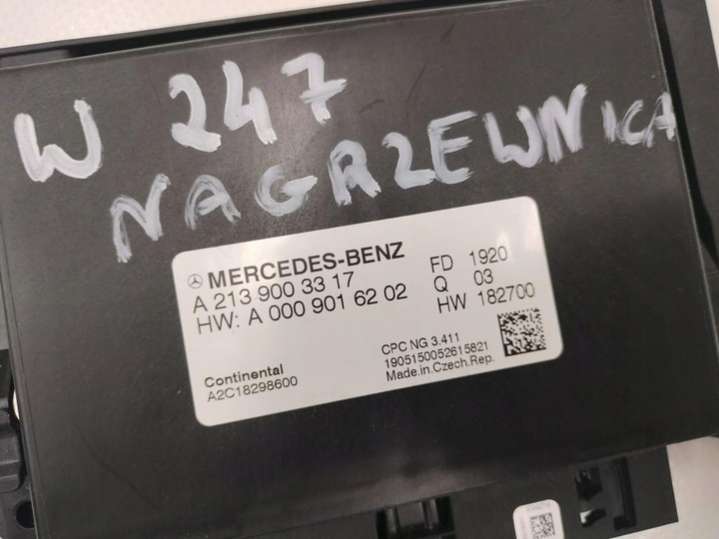 W 247
NAGRZEWNICA
MERCEDES-BENZ
A 213 900 33 17
HW: A 000 901 62 02
FD 1920
Q 03
HW 182700
Continental
A2C18298600
CPC NG 3.411
1905150052615821
Made.in.Czech.Rep.